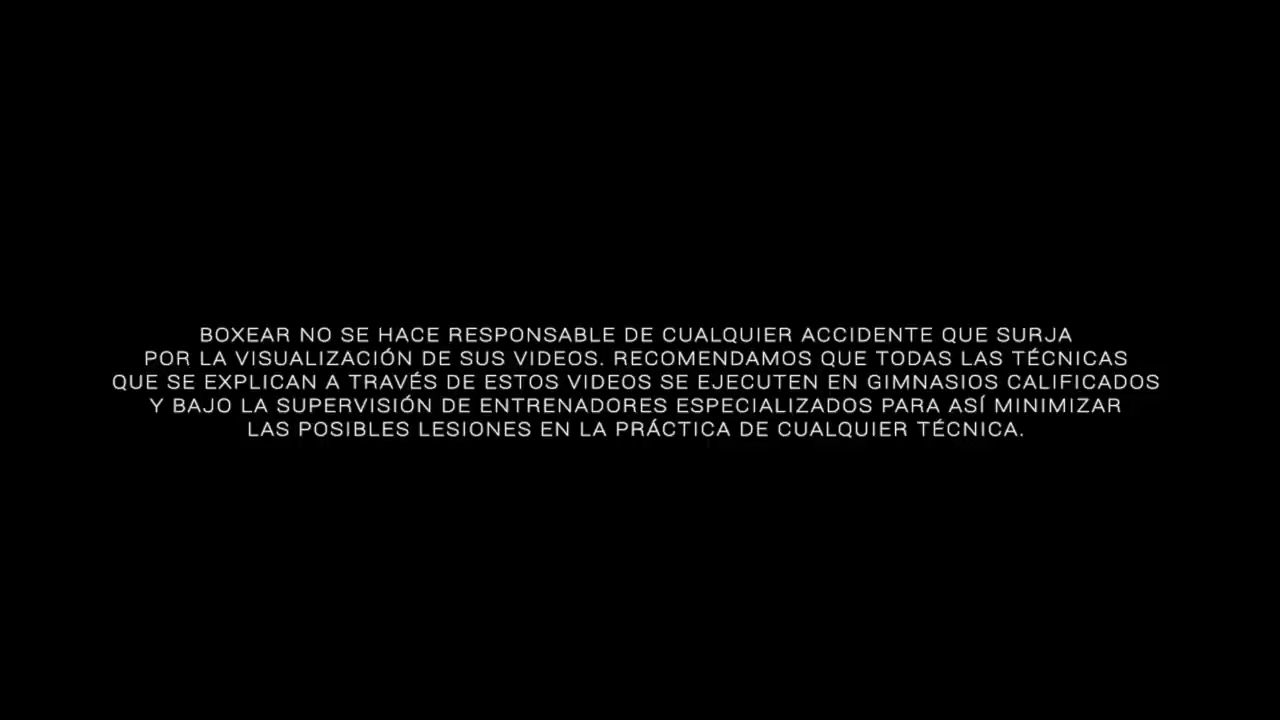 BOXEAR NO SE HACE RESPONSABLE DE CUALQUIER ACCIDENTE QUE SURJA
POR LA VISUALIZACIÓN DE SUS VIDEOS. RECOMENDAMOS QUE TODAS LAS TÉCNICAS
QUE SE EXPLICAN A TRAVÉS DE ESTOS VIDEOS SE EJECUTEN EN GIMNASIOS CALIFICADOS
Y BAJO LA SUPERVISIÓN DE ENTRENADORES ESPECIALIZADOS PARA ASÍ MINIMIZAR
LAS POSIBLES LESIONES EN LA PRÁCTICA DE CUALQUIER TÉCNICA.